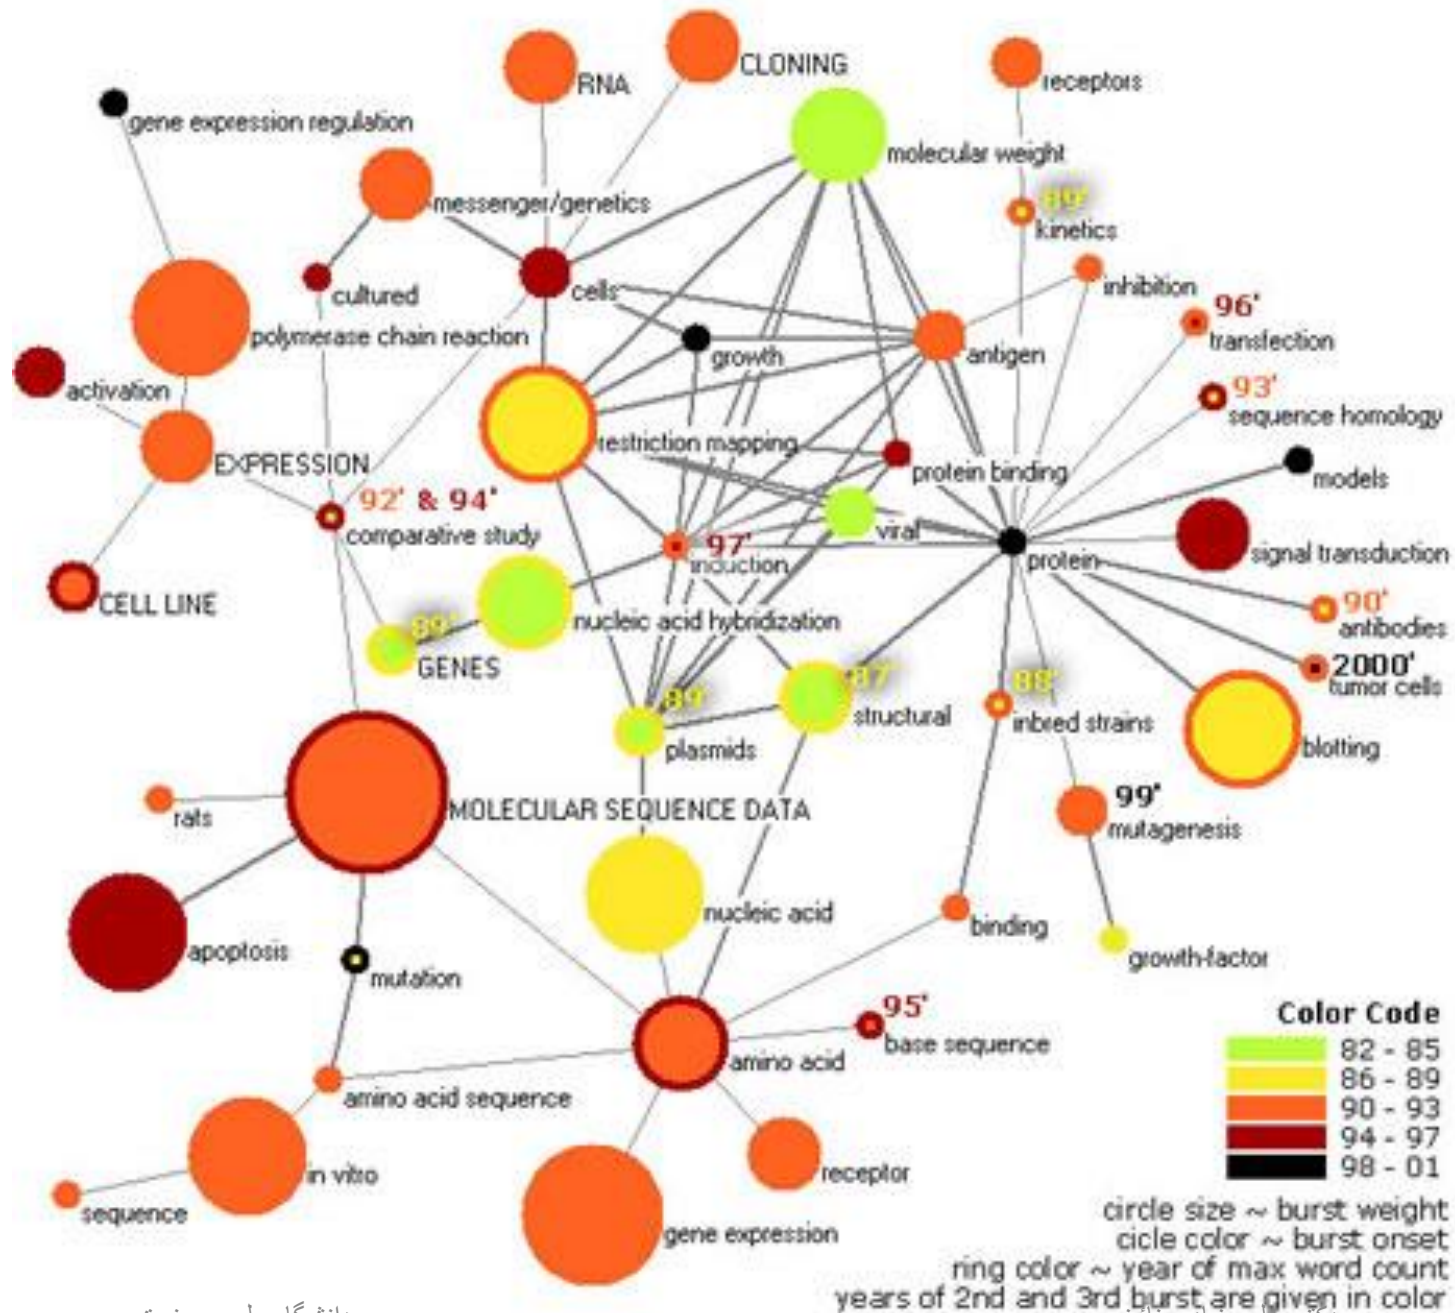 RNA
CLONING
receptors
gene expression regulation
molecular weight
messenger/genetics
89'
kinetics
cultured
cells
inhibition
96'
transfection
polymerase chain reaction
growth
antigen
activation
93'
sequence homology
restriction mapping
EXPRESSION
protein binding
models
92' & 94'
comparative study
viral
97'
induction
protein
signal transduction
CELL LINE
90'
antibodies
89'
GENES
nucleic acid hybridization
2000'
tumor cells
89'
plasmids
87'
structural
88'
inbred strains
blotting
rats
MOLECULAR SEQUENCE DATA
99'
mutagenesis
apoptosis
nucleic acid
binding
growth-factor
mutation
95'
base sequence
amino acid
amino acid sequence
in vitro
receptor
sequence
gene expression
Color Code
82 - 85
86 - 89
90 - 93
94 - 97
98 - 01
circle size ~ burst weight
cicle color ~ burst onset
ring color ~ year of max word count
years of 2nd and 3rd burst are given in color